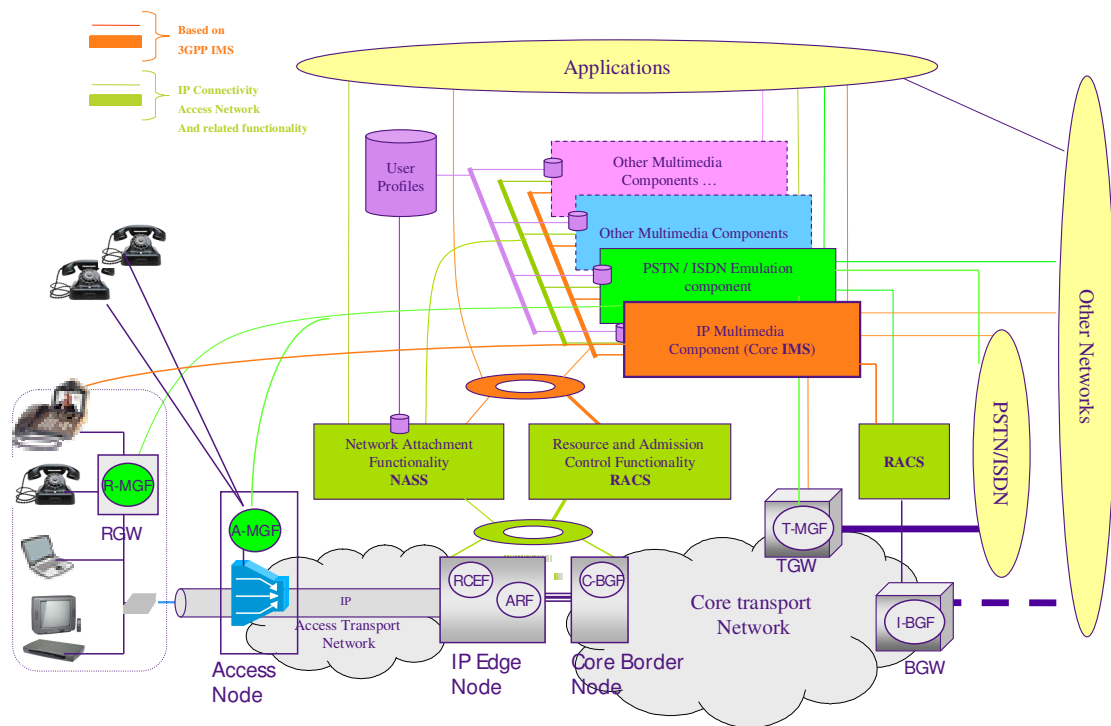 Based on
3GPP IMS
IP Connectivity
Access Network
And related functionality
Applications
User
Profiles
Other Multimedia
Components ...
Other Multimedia Components
PSTN / ISDN Emulation
component
IP Multimedia
Component (Core IMS)
Other Networks
PSTN/ISDN
Network Attachment
Functionality
NASS
Resource and Admission
Control Functionality
RACS
RACS
R-MGF
RGW
A-MGF
T-MGF
TGW
IP
Access Transport
Network
RCEF
ARF
C-BGF
Core transport
Network
I-BGF
BGW
Access
Node
IP Edge
Node
Core Border
Node